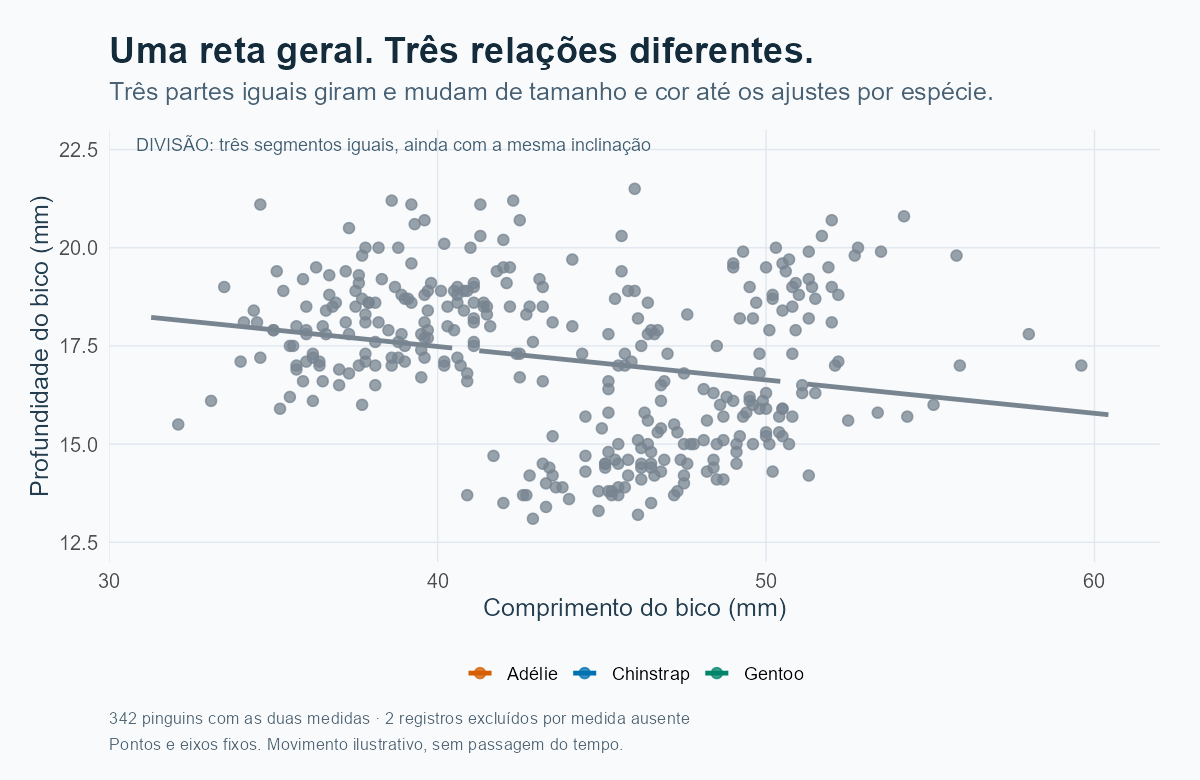 Uma reta geral. Três relações diferentes.
Três partes iguais giram e mudam de tamanho e cor até os ajustes por espécie.
DIVISÃO: três segmentos iguais, ainda com a mesma inclinação
Profundidade do bico (mm)
22.5
20.0
17.5
15.0
12.5
30 40 50 60
Comprimento do bico (mm)
Adélie Chinstrap Gentoo
342 pinguins com as duas medidas · 2 registros excluídos por medida ausente
Pontos e eixos fixos. Movimento ilustrativo, sem passagem do tempo.